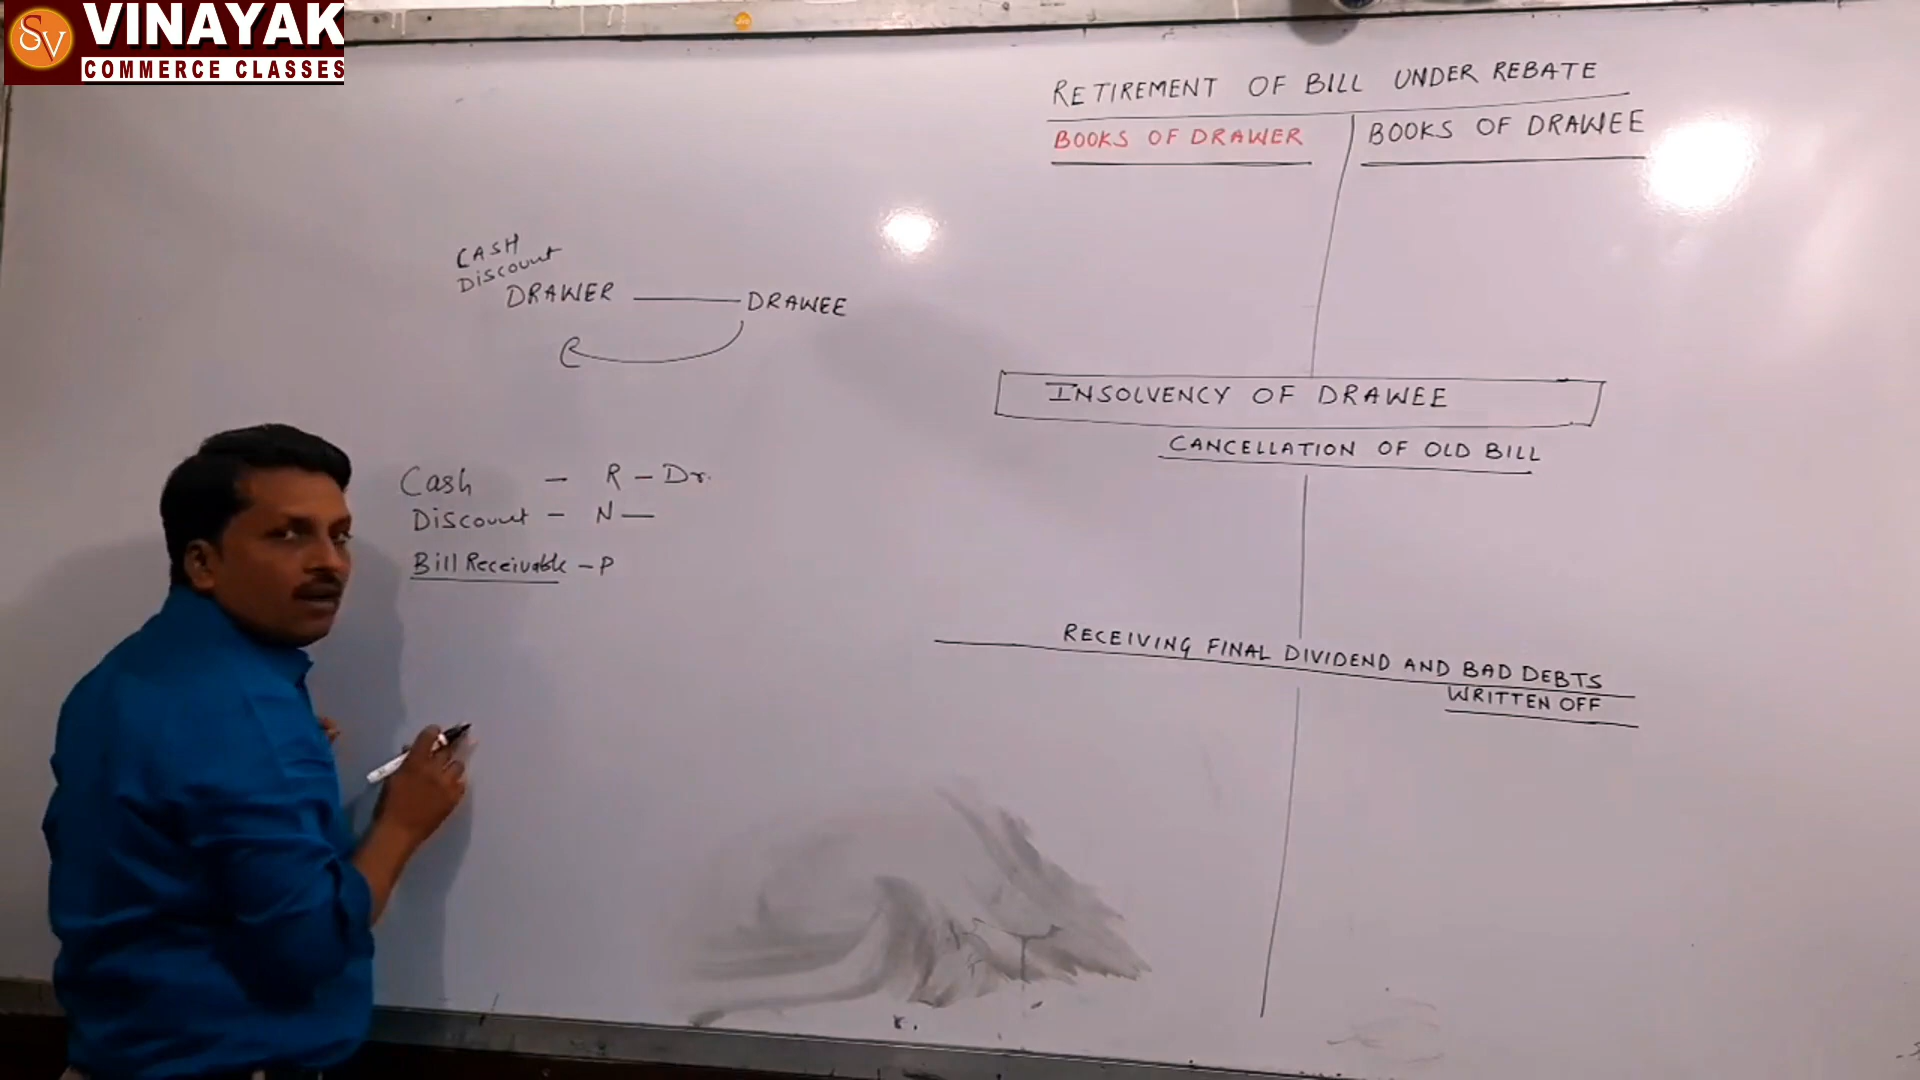 SV VINAYAK
COMMERCE CLASSES
RETIREMENT OF BILL UNDER REBATE
BOOKS OF DRAWER
BOOKS OF DRAWEE
CASH
Discount
DRAWER — DRAWEE
INSOLVENCY OF DRAWEE
CANCELLATION OF OLD BILL
Cash — R — Dr.
Discount — N —
Bill Receivable — P
RECEIVING FINAL DIVIDEND AND BAD DEBTS
WRITTEN OFF